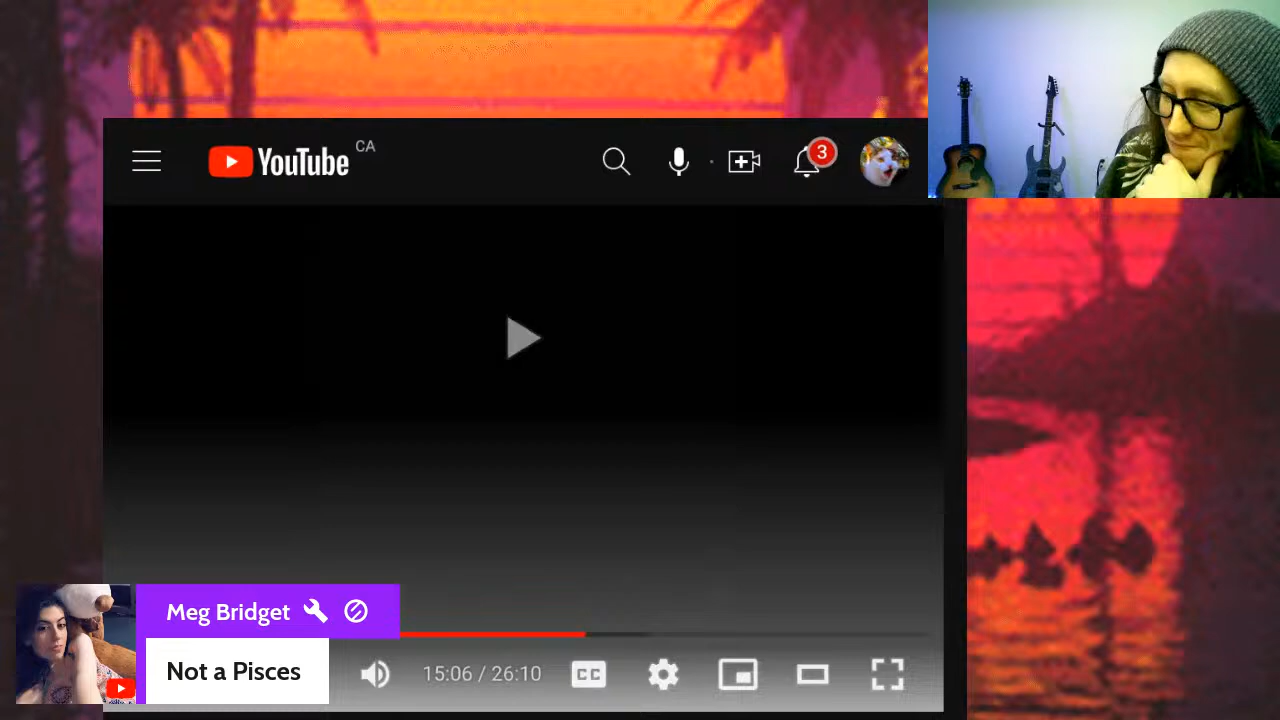 YouTube CA
3
Meg Bridget
Not a Pisces
15:06 / 26:10
CC